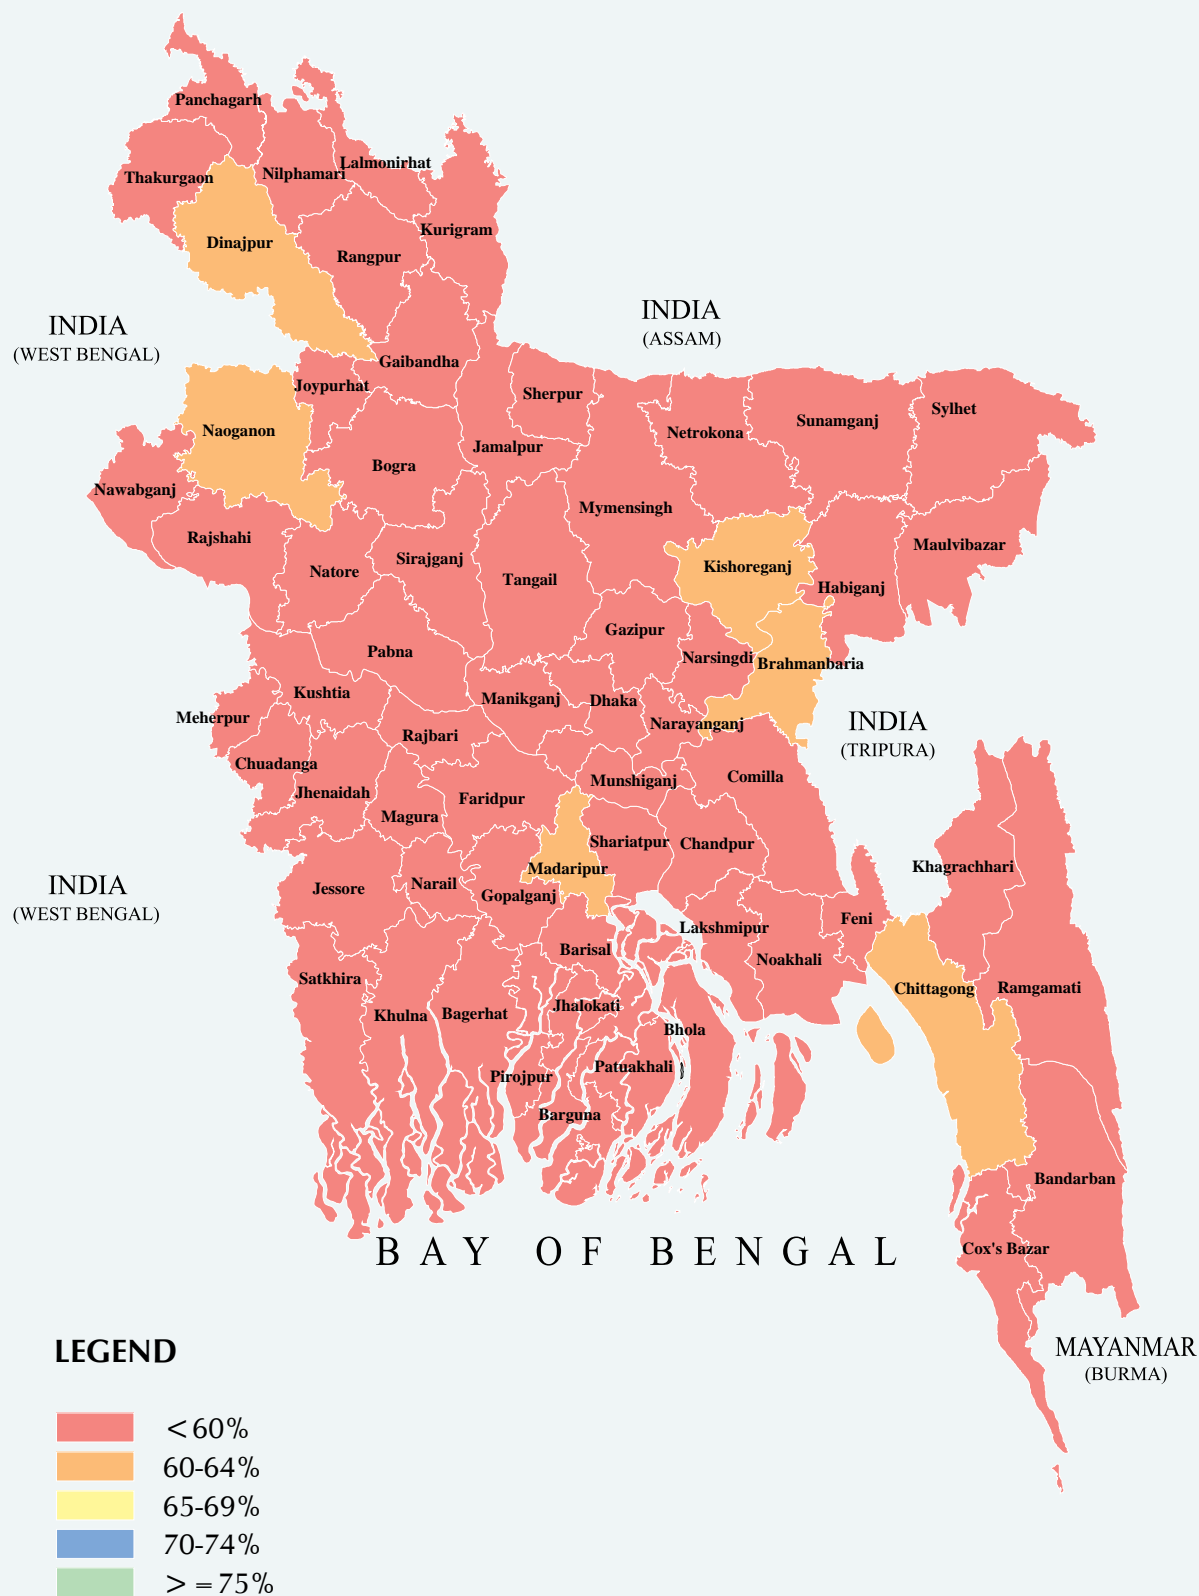 Panchagarh
Lalmonirhat
Thakurgaon
Nilphamari
Kurigram
Dinajpur
Rangpur
INDIA
(ASSAM)
INDIA
(WEST BENGAL)
Gaibandha
Joypurhat
Sherpur
Sylhet
Sunamganj
Naoganon
Netrokona
Jamalpur
Bogra
Nawabganj
Mymensingh
Rajshahi
Maulvibazar
Sirajganj
Kishoreganj
Natore
Tangail
Habiganj
Gazipur
Pabna
Narsingdi
Brahmanbaria
Kushtia
Manikganj
Dhaka
Meherpur
Narayanganj
INDIA
(TRIPURA)
Rajbari
Chuadanga
Comilla
Munshiganj
Jhenaidah
Faridpur
Magura
Shariatpur
Chandpur
Khagrachhari
Madaripur
INDIA
(WEST BENGAL)
Jessore
Narail
Gopalganj
Feni
Lakshmipur
Barisal
Noakhali
Satkhira
Chittagong
Ramgamati
Jhalokati
Khulna
Bagerhat
Bhola
Patuakhali
Pirojpur
Barguna
Bandarban
Cox's Bazar
BAY OF BENGAL
MAYANMAR
(BURMA)
LEGEND
<60%
60-64%
65-69%
70-74%
> =75%